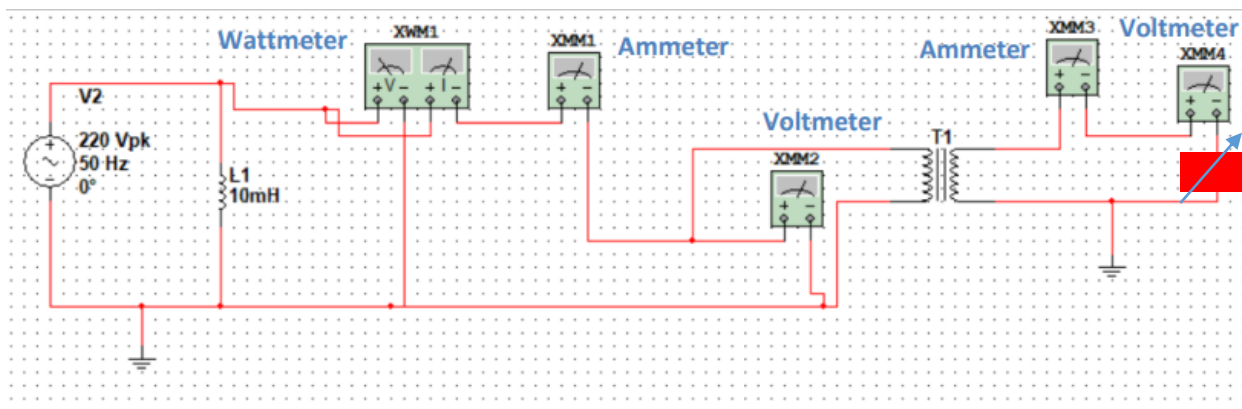 Wattmeter
XWM1
V
I
+ − + −
XMM1
Ammeter
+ −
V2
220 Vpk
50 Hz
0°
+
~
−
L1
10mH
Voltmeter
XMM2
+ −
T1
Ammeter
XMM3
+ −
Voltmeter
XMM4
+ −